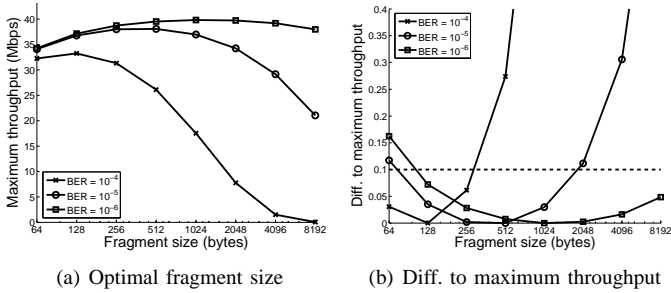 Maximum throughput (Mbps)
40
35
30
25
20
15
10
5
0
BER = 10⁻⁴
BER = 10⁻⁵
BER = 10⁻⁶
64 128 256 512 1024 2048 4096 8192
Fragment size (bytes)
(a) Optimal fragment size
Diff. to maximum throughput
0.4
0.35
0.3
0.25
0.2
0.15
0.1
0.05
0
BER = 10⁻⁴
BER = 10⁻⁵
BER = 10⁻⁶
64 128 256 512 1024 2048 4096 8192
Fragment size (bytes)
(b) Diff. to maximum throughput